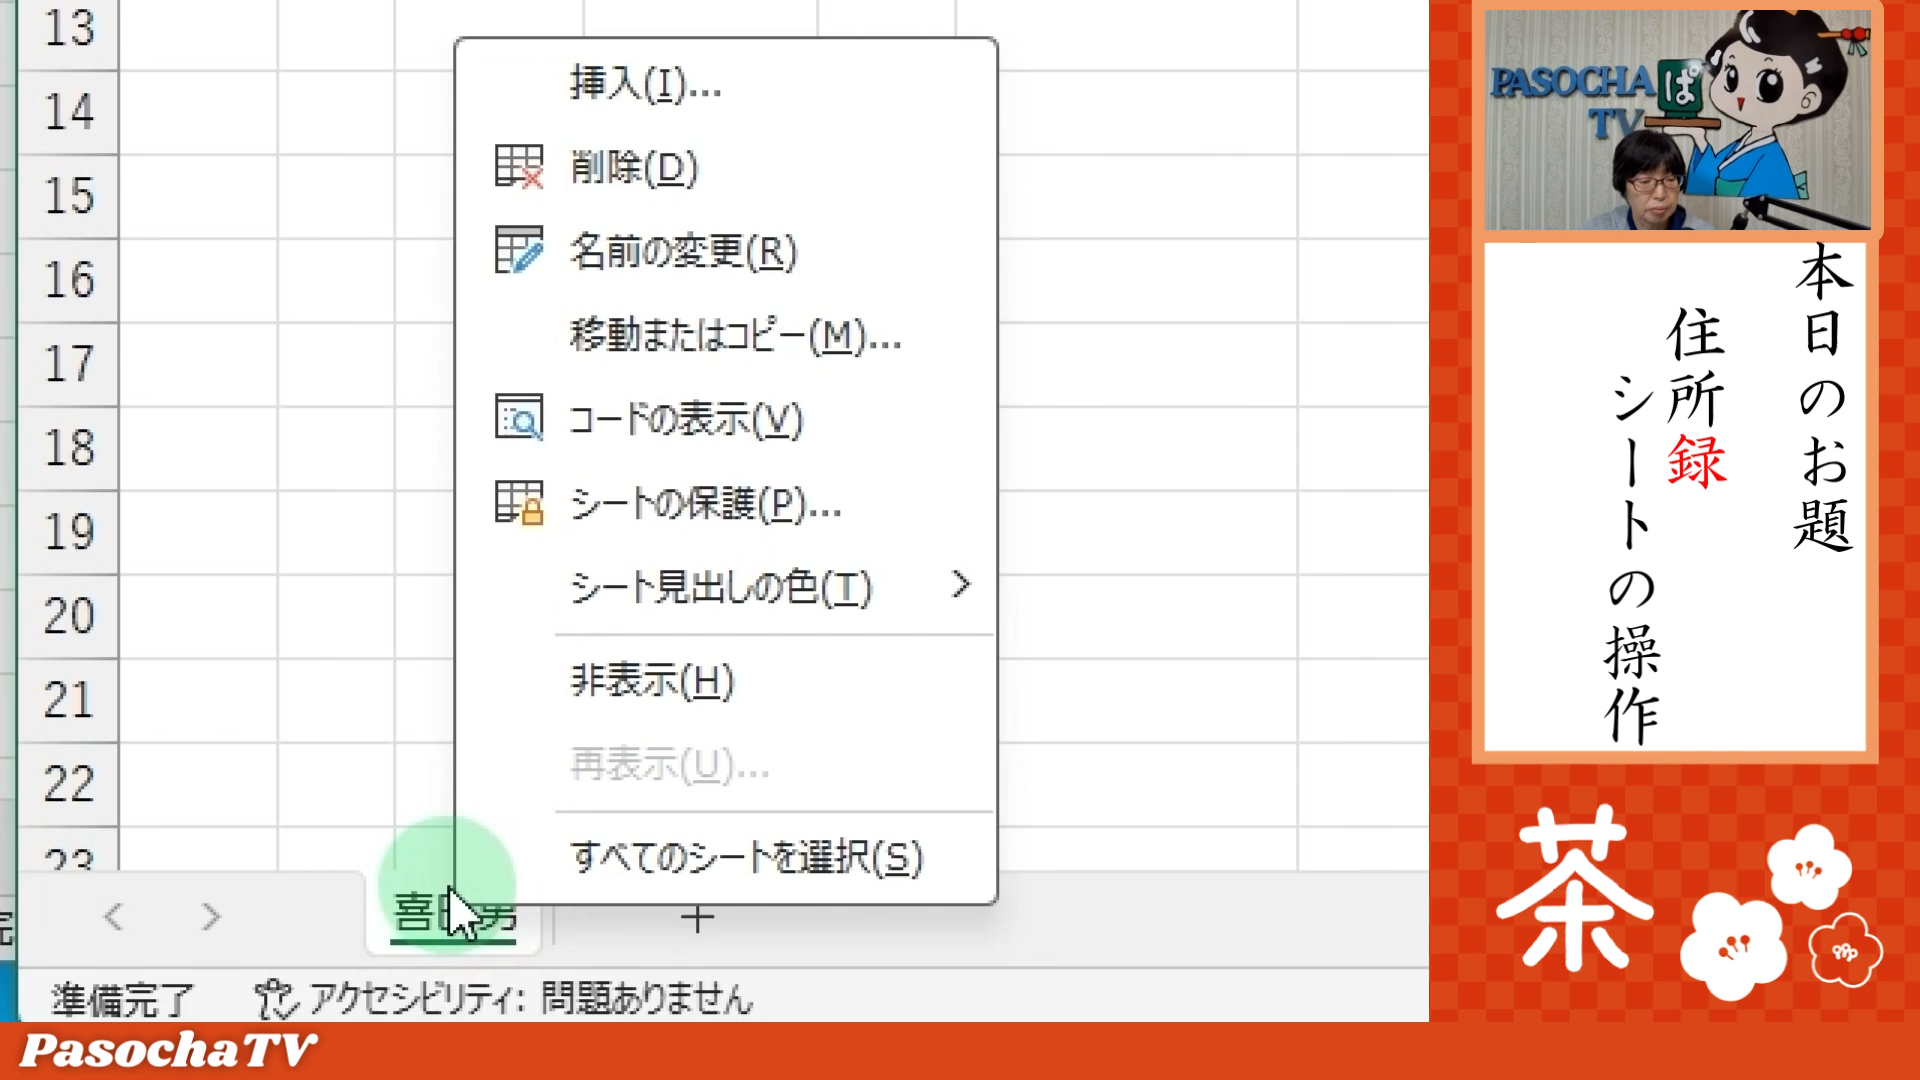 13
14
15
16
17
18
19
20
21
22
23
挿入(I)...
削除(D)
名前の変更(R)
移動またはコピー(M)...
コードの表示(V)
シートの保護(P)...
シート見出しの色(T)
非表示(H)
再表示(U)...
すべてのシートを選択(S)
準備完了
アクセシビリティ: 問題ありません
PasochaTV
PASOCHA
TV
ぱ
本日のお題
住所録
シートの操作
茶